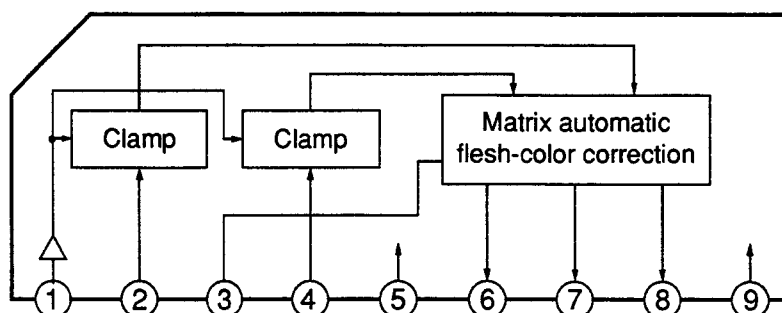 Clamp
Clamp
Matrix automatic
flesh-color correction
1 2 3 4 5 6 7 8 9